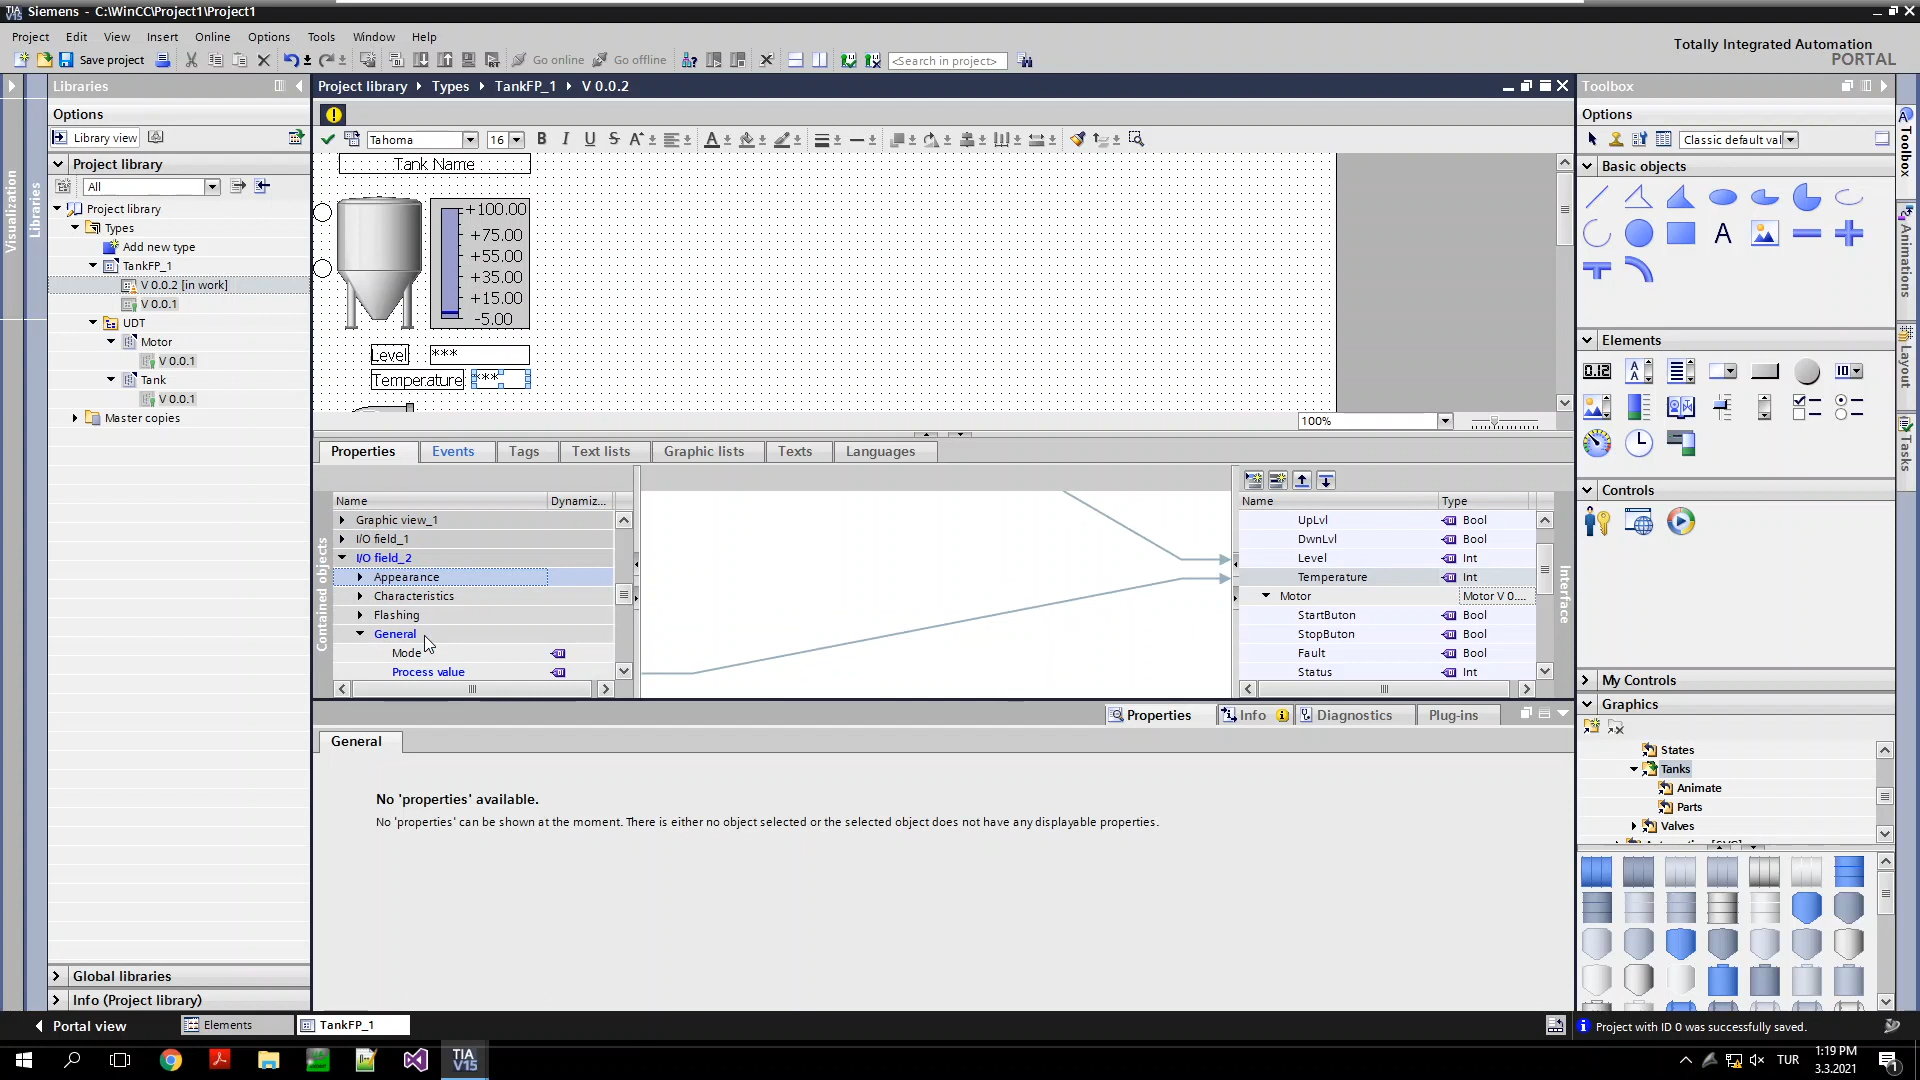 Siemens - C:\WinCC\Project1\Project1
Project Edit View Insert Online Options Tools Window Help
Totally Integrated Automation
PORTAL
Save project
Go online
Go offline
<Search in project>
Libraries
Project library Types TankFP_1 V 0.0.2
Toolbox
Options
Options
Library view
Tahoma
16
Classic default val
Project library
Basic objects
All
Project library
Types
Add new type
TankFP_1
V 0.0.2 [in work]
V 0.0.1
UDT
Motor
V 0.0.1
Tank
V 0.0.1
Master copies
Global libraries
Info (Project library)
Visualization
Libraries
Tank Name
+100.00
+75.00
+55.00
+35.00
+15.00
-5.00
Level ***
Temperature ***
100%
Elements
Controls
My Controls
Graphics
States
Tanks
Animate
Parts
Valves
Toolbox
Animations
Layout
Tasks
Properties Events Tags Text lists Graphic lists Texts Languages
Contained objects
Name Dynamiz...
Graphic view_1
I/O field_1
I/O field_2
Appearance
Characteristics
Flashing
General
Mode
Process value
Name Type
UpLvl Bool
DwnLvl Bool
Level Int
Temperature Int
Motor Motor V 0....
StartButon Bool
StopButon Bool
Fault Bool
Status Int
Interface
Properties Info Diagnostics Plug-ins
General
No 'properties' available.
No 'properties' can be shown at the moment. There is either no object selected or the selected object does not have any displayable properties.
Portal view
Elements
TankFP_1
Project with ID 0 was successfully saved.
TIA
V15
TUR
1:19 PM
3.3.2021
1